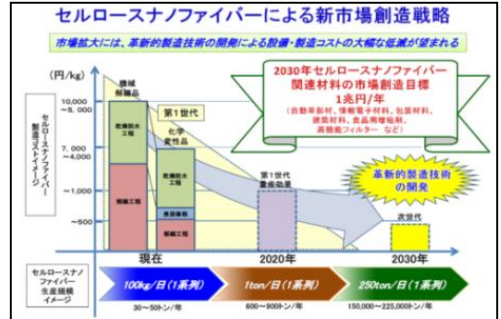 セルロースナノファイバーによる新市場創造戦略
市場拡大には、革新的製造技術の開発による設備・製造コストの大幅な低減が望まれる
(円/kg)
2030年セルロースナノファイバー
関連材料の市場創造目標
1兆円/年
(自動車部材、情報電子材料、包装材料、
建築材料、食品用増粘剤、
高機能フィルター など)
セルロースナノファイバー
製造コストイメージ
10,000
~5,000
7,000
~4,000
~1,000
~500
機械
解繊品
乾燥脱水
工程
解繊工程
第1世代
化学
変性品
乾燥脱水
工程
解繊工程
第1世代
量産効果
革新的製造技術
の開発
次世代
現在
2020年
2030年
セルロースナノ
ファイバー
生産規模
イメージ
100kg/日(1系列)
1ton/日(1系列)
250ton/日(1系列)
30~50トン/年
600~900トン/年
150,000~225,000トン/年